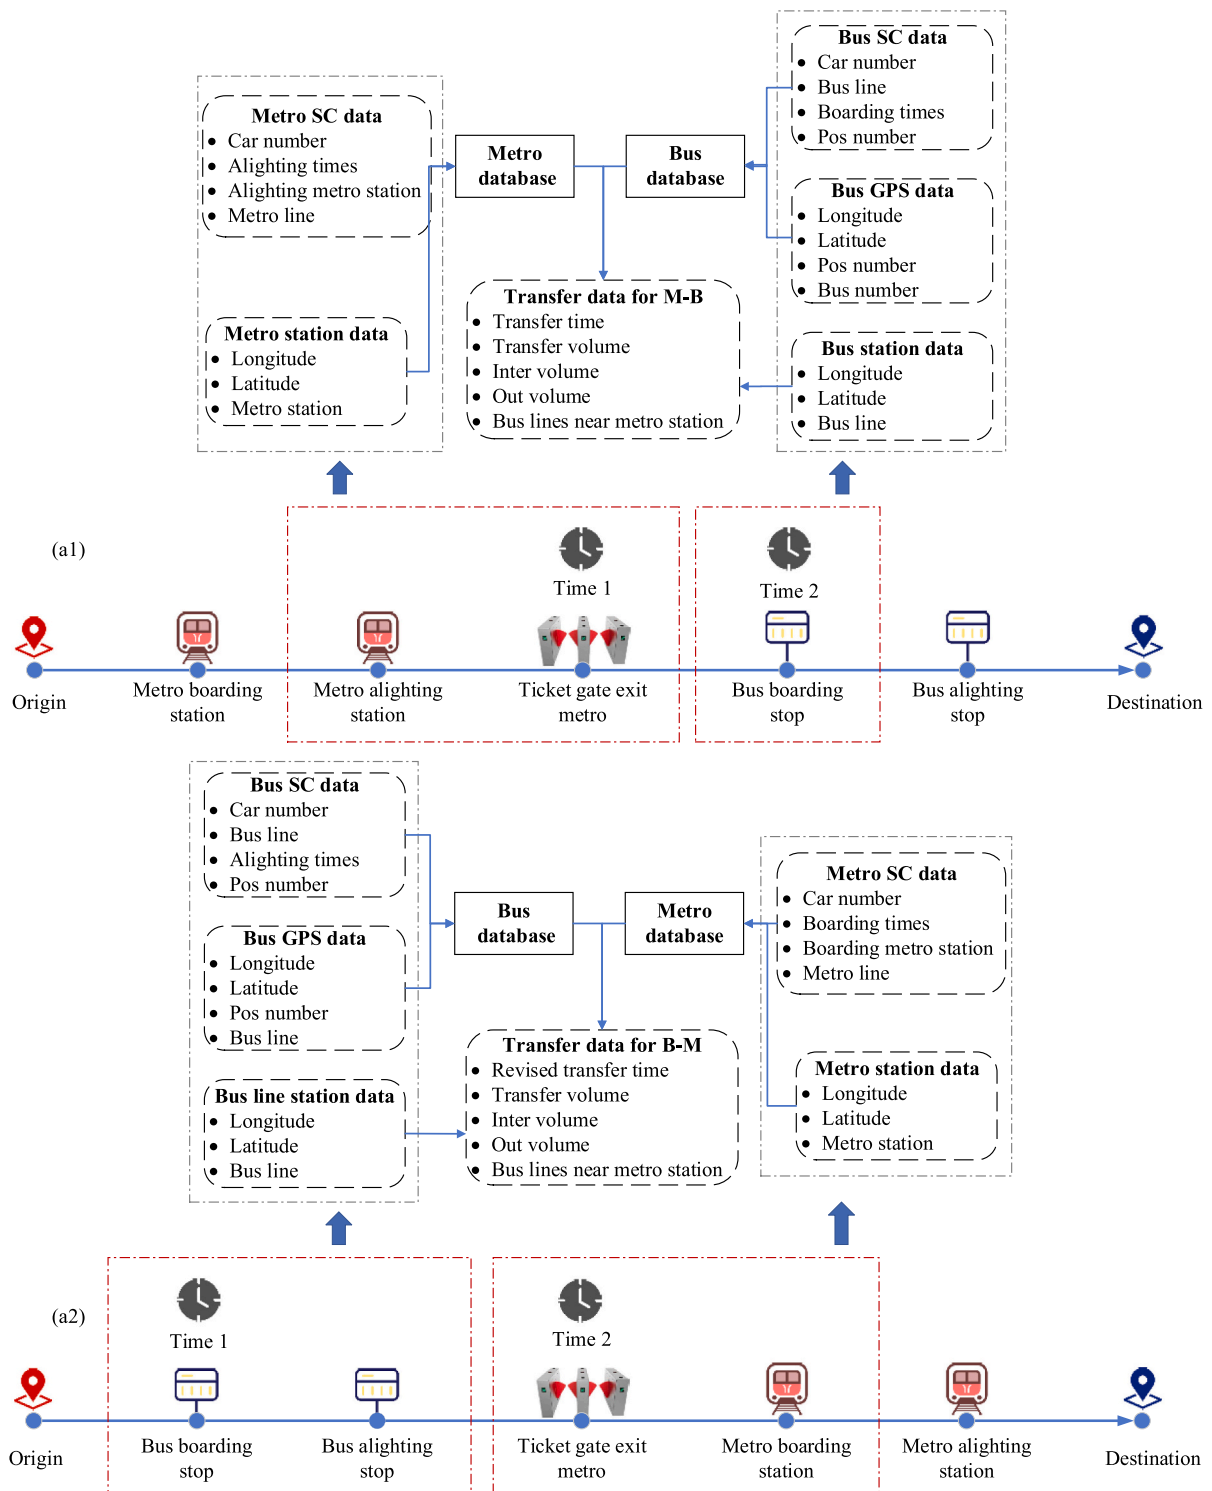 Metro SC data
• Car number
• Alighting times
• Alighting metro station
• Metro line
Metro station data
• Longitude
• Latitude
• Metro station
Metro
database
Bus
database
Transfer data for M-B
• Transfer time
• Transfer volume
• Inter volume
• Out volume
• Bus lines near metro station
Bus SC data
• Car number
• Bus line
• Boarding times
• Pos number
Bus GPS data
• Longitude
• Latitude
• Pos number
• Bus number
Bus station data
• Longitude
• Latitude
• Bus line
(a1)
Time 1
Time 2
Origin
Metro boarding
station
Metro alighting
station
Ticket gate exit
metro
Bus boarding
stop
Bus alighting
stop
Destination
Bus SC data
• Car number
• Bus line
• Alighting times
• Pos number
Bus GPS data
• Longitude
• Latitude
• Pos number
• Bus line
Bus line station data
• Longitude
• Latitude
• Bus line
Bus
database
Metro
database
Transfer data for B-M
• Revised transfer time
• Transfer volume
• Inter volume
• Out volume
• Bus lines near metro station
Metro SC data
• Car number
• Boarding times
• Boarding metro station
• Metro line
Metro station data
• Longitude
• Latitude
• Metro station
(a2)
Time 1
Time 2
Origin
Bus boarding
stop
Bus alighting
stop
Ticket gate exit
metro
Metro boarding
station
Metro alighting
station
Destination